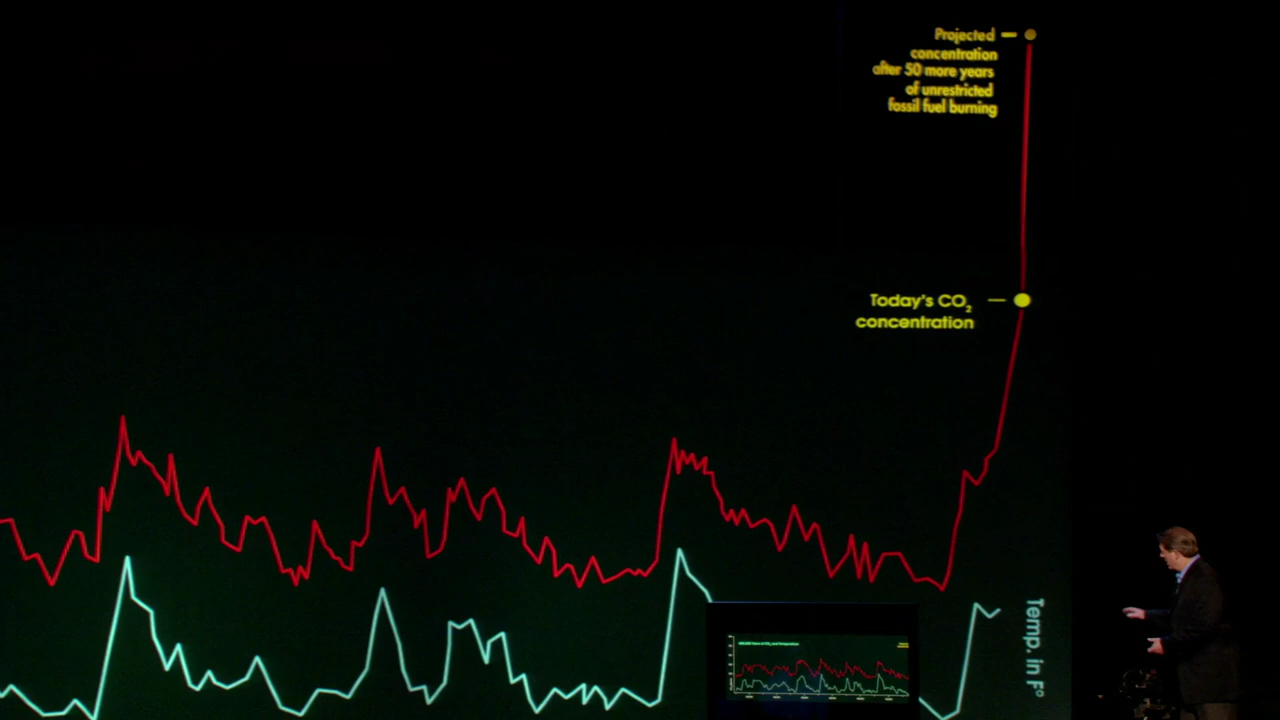 Projected
concentration
after 50 more years
of unrestricted
fossil fuel burning
Today's CO₂
concentration
Temp. in F°